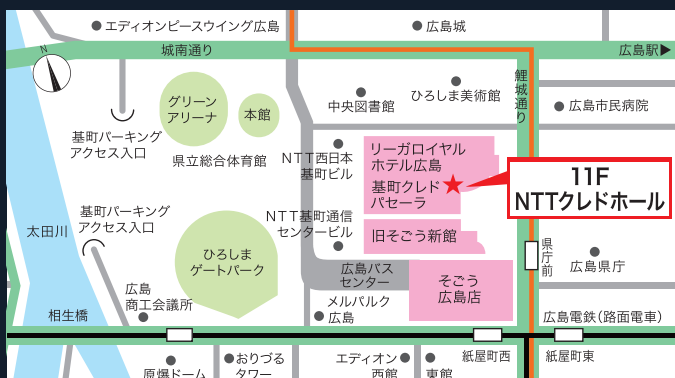 エディオンピースウイング広島
広島城
城南通り
広島駅▶
N
鯉城通り
グリーン
アリーナ
本館
中央図書館
ひろしま美術館
広島市民病院
基町パーキング
アクセス入口
県立総合体育館
NTT西日本
基町ビル
リーガロイヤル
ホテル広島
基町クレド
パセーラ
11F
NTTクレドホール
基町パーキング
アクセス入口
太田川
NTT基町通信
センタービル
旧そごう新館
県庁前
広島県庁
ひろしま
ゲートパーク
広島バス
センター
そごう
広島店
広島
商工会議所
メルパルク
広島
相生橋
広島電鉄(路面電車)
原爆ドーム
おりづる
タワー
エディオン
西館
東館
紙屋町西
紙屋町東